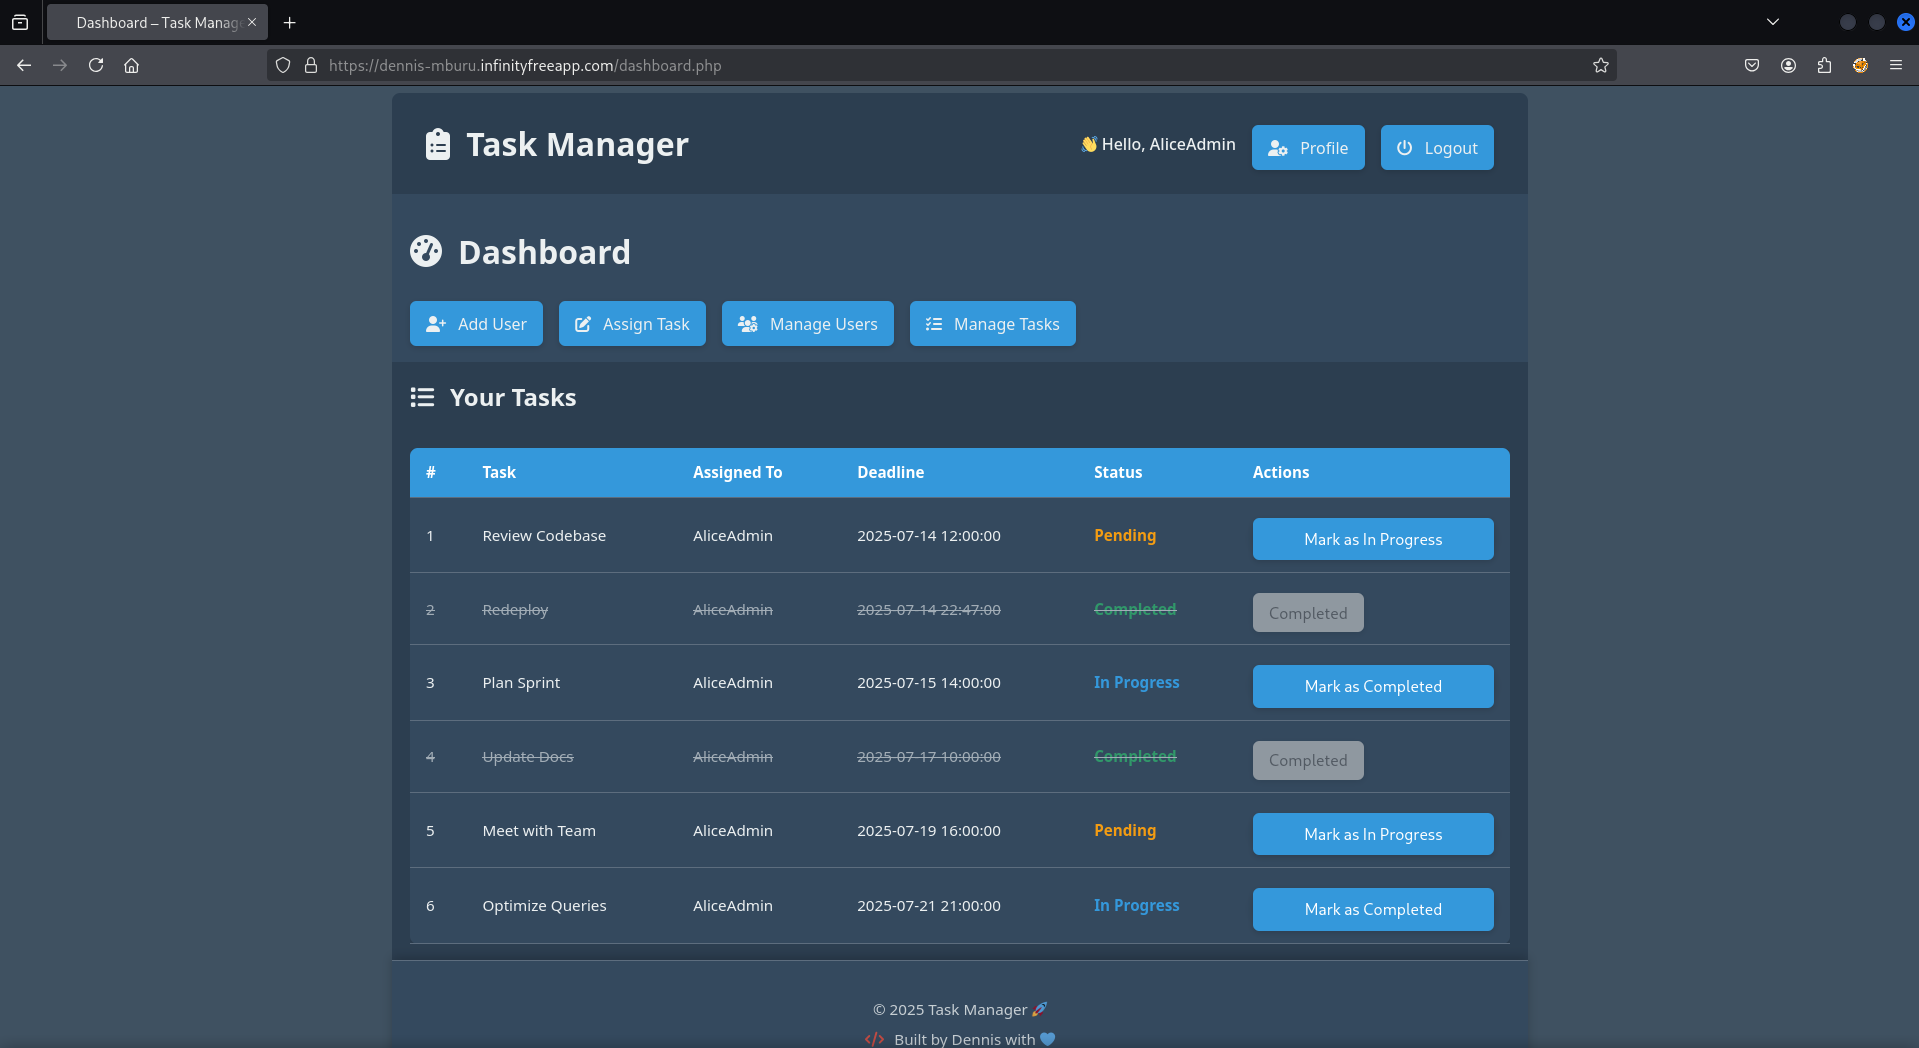 Dashboard – Task Manag
https://dennis-mburu.infinityfreeapp.com/dashboard.php
Task Manager
👋 Hello, AliceAdmin
Profile
Logout
Dashboard
Add User
Assign Task
Manage Users
Manage Tasks
Your Tasks
# Task Assigned To Deadline Status Actions
1 Review Codebase AliceAdmin 2025-07-14 12:00:00 Pending Mark as In Progress
2 Redeploy AliceAdmin 2025-07-14 22:47:00 Completed Completed
3 Plan Sprint AliceAdmin 2025-07-15 14:00:00 In Progress Mark as Completed
4 Update Docs AliceAdmin 2025-07-17 10:00:00 Completed Completed
5 Meet with Team AliceAdmin 2025-07-19 16:00:00 Pending Mark as In Progress
6 Optimize Queries AliceAdmin 2025-07-21 21:00:00 In Progress Mark as Completed
© 2025 Task Manager 🚀
</> Built by Dennis with 💙